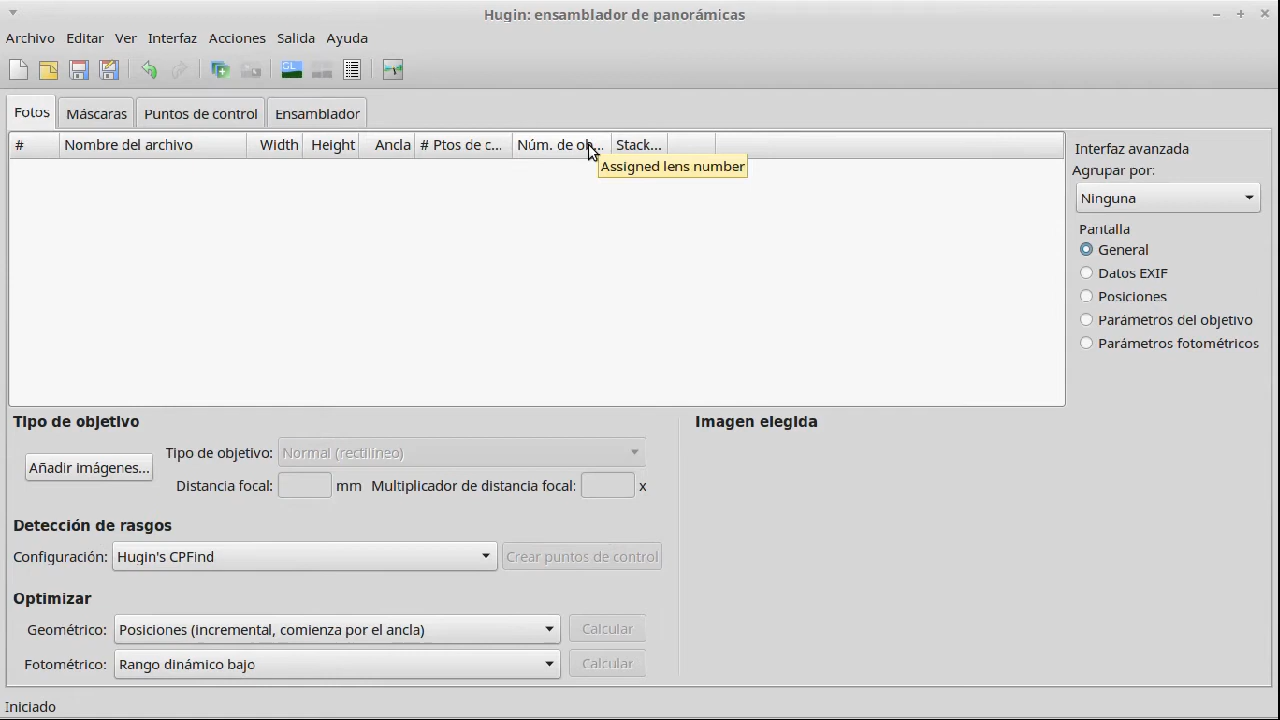 Hugin: ensamblador de panorámicas
Archivo Editar Ver Interfaz Acciones Salida Ayuda
GL
Fotos Máscaras Puntos de control Ensamblador
# Nombre del archivo Width Height Ancla # Ptos de c... Núm. de ob... Stack...
Assigned lens number
Interfaz avanzada
Agrupar por:
Ninguna
Pantalla
General
Datos EXIF
Posiciones
Parámetros del objetivo
Parámetros fotométricos
Tipo de objetivo
Añadir imágenes...
Tipo de objetivo: Normal (rectilíneo)
Distancia focal: mm Multiplicador de distancia focal: x
Imagen elegida
Detección de rasgos
Configuración: Hugin's CPFind Crear puntos de control
Optimizar
Geométrico: Posiciones (incremental, comienza por el ancla) Calcular
Fotométrico: Rango dinámico bajo Calcular
Iniciado